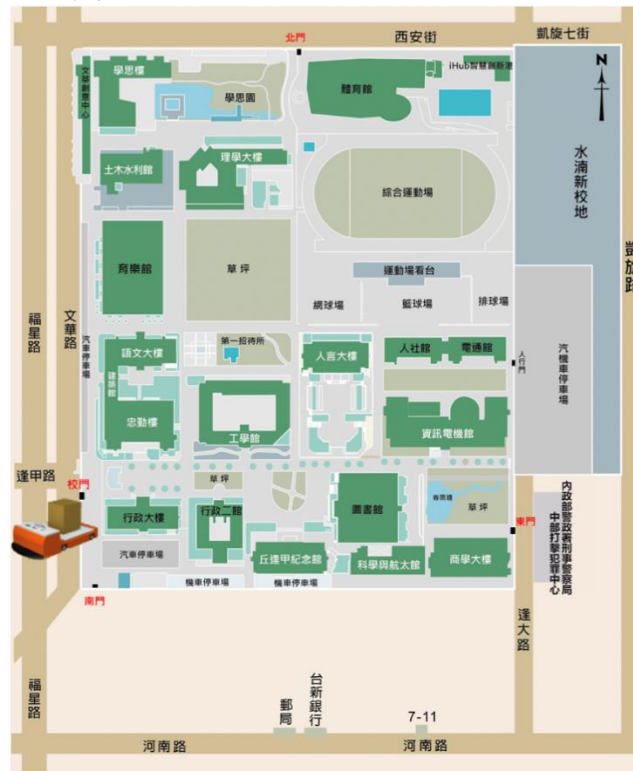 北門
西安街
凱旋七街
學思樓
iHub智慧創新港
N
文華創意中心
學思園
體育館
土木水利館
理學大樓
綜合運動場
水湳新校地
育樂館
草坪
運動場看台
凱旋路
福星路
文華路
汽車停車場
網球場
籃球場
排球場
語文大樓
第一招待所
人言大樓
人社館
電通館
人行門
汽機車停車場
建築館
忠勤樓
工學館
資訊電機館
逢甲路
校門
草坪
行政大樓
行政二館
圖書館
草坪
東門
內政部警政署刑事警察局
中部打擊犯罪中心
汽車停車場
丘逢甲紀念館
科學與航太館
商學大樓
南門
機車停車場
機車停車場
逢大路
福星路
郵局
台新銀行
7-11
河南路
河南路